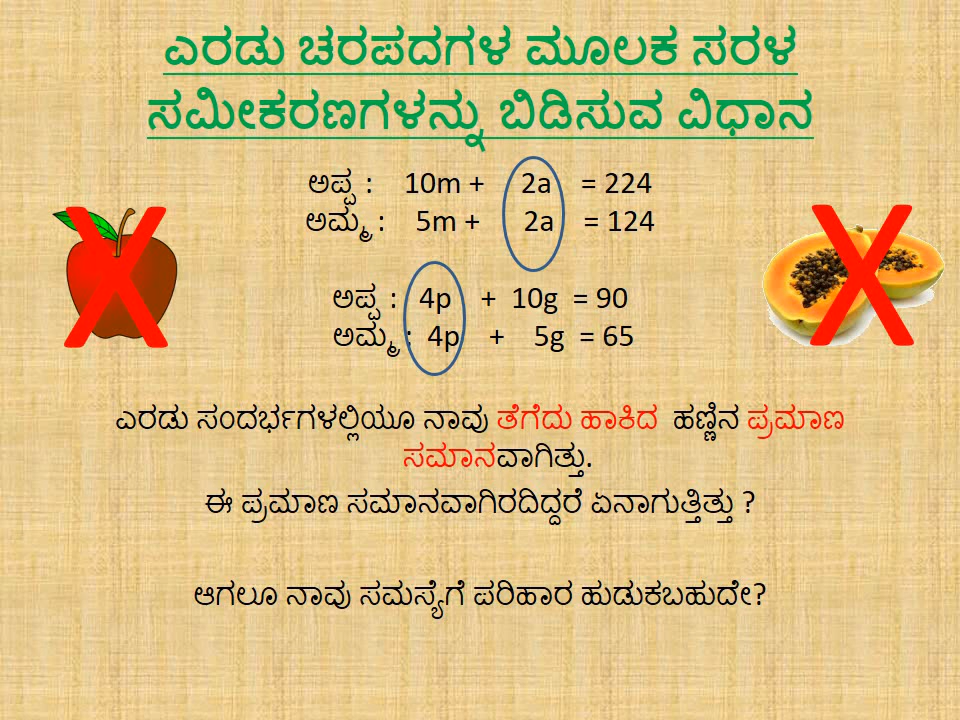 ಎರಡು ಚರಪದಗಳ ಮೂಲಕ ಸರಳ
ಸಮೀಕರಣಗಳನ್ನು ಬಿಡಿಸುವ ವಿಧಾನ
ಅಪ್ಪ : 10m + 2a = 224
ಅಮ್ಮ : 5m + 2a = 124
ಅಪ್ಪ : 4p + 10g = 90
ಅಮ್ಮ : 4p + 5g = 65
ಎರಡು ಸಂದರ್ಭಗಳಲ್ಲಿಯೂ ನಾವು ತೆಗೆದು ಹಾಕಿದ ಹಣ್ಣಿನ ಪ್ರಮಾಣ
ಸಮಾನವಾಗಿತ್ತು.
ಈ ಪ್ರಮಾಣ ಸಮಾನವಾಗಿರದಿದ್ದರೆ ಏನಾಗುತ್ತಿತ್ತು ?
ಆಗಲೂ ನಾವು ಸಮಸ್ಯೆಗೆ ಪರಿಹಾರ ಹುಡುಕಬಹುದೇ?